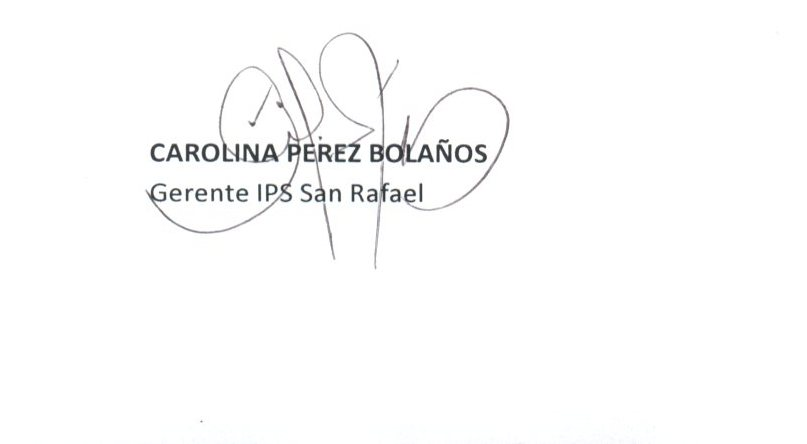 CAROLINA PEREZ BOLAÑOS
Gerente IPS San Rafael